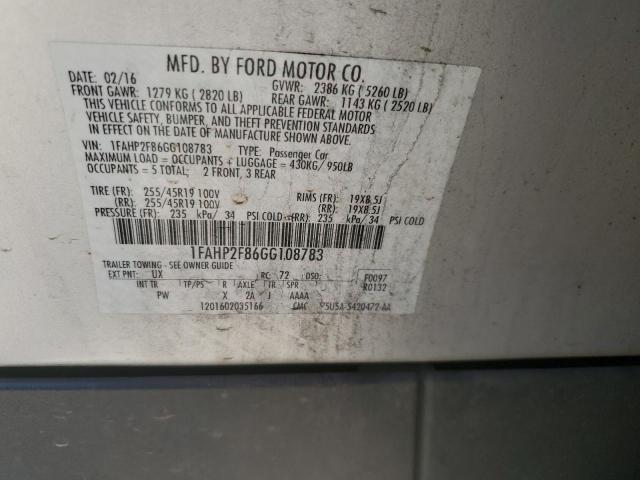 MFD. BY FORD MOTOR CO.
DATE: 02/16 GVWR: 2386 KG ( 5260 LB)
FRONT GAWR: 1279 KG ( 2820 LB) REAR GAWR: 1143 KG ( 2520 LB)
THIS VEHICLE CONFORMS TO ALL APPLICABLE FEDERAL MOTOR
VEHICLE SAFETY, BUMPER, AND THEFT PREVENTION STANDARDS
IN EFFECT ON THE DATE OF MANUFACTURE SHOWN ABOVE.
VIN: 1FAHP2F86GG108783 TYPE: Passenger Car
MAXIMUM LOAD = OCCUPANTS + LUGGAGE = 430KG/ 950LB
OCCUPANTS = 5 TOTAL; 2 FRONT, 3 REAR
TIRE (FR): 255/45R19 100V RIMS (FR): 19X8.5J
(RR): 255/45R19 100V (RR): 19X8.5J
PRESSURE (FR): 235 kPa/ 34 PSI COLD (RR): 235 kPa/ 34 PSI COLD
1FAHP2F86GG108783
TRAILER TOWING - SEE OWNER GUIDE
EXT PNT: UX RC: 72 DSO: F0097
INT TR TP/PS R AXLE TR SPR R0132
PW X 2A J AAAA
1201602035166